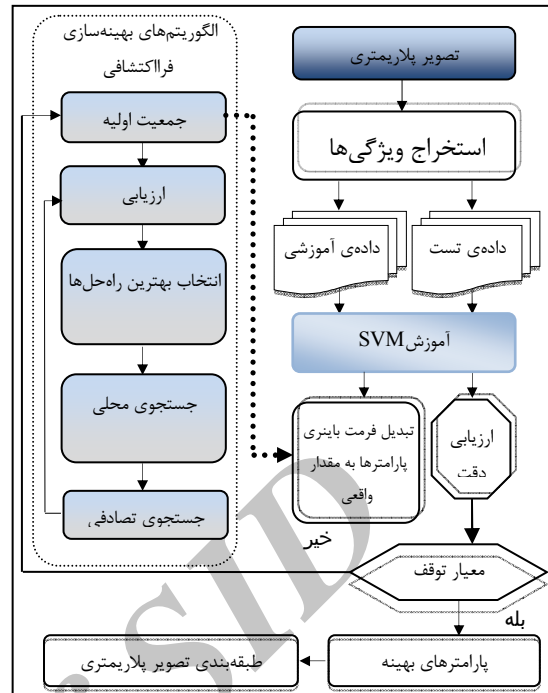 الگوریتم‌های بهینه‌سازی
فرااکتشافی
جمعیت اولیه
ارزیابی
انتخاب بهترین راه‌حل‌ها
جستجوی محلی
جستجوی تصادفی
تصویر پلاریمتری
استخراج ویژگی‌ها
داده‌ی آموزشی
داده‌ی تست
آموزش SVM
تبدیل فرمت باینری
پارامترها به مقدار
واقعی
ارزیابی
دقت
خیر
معیار توقف
بله
پارامترهای بهینه
طبقه‌بندی تصویر پلاریمتری
SID